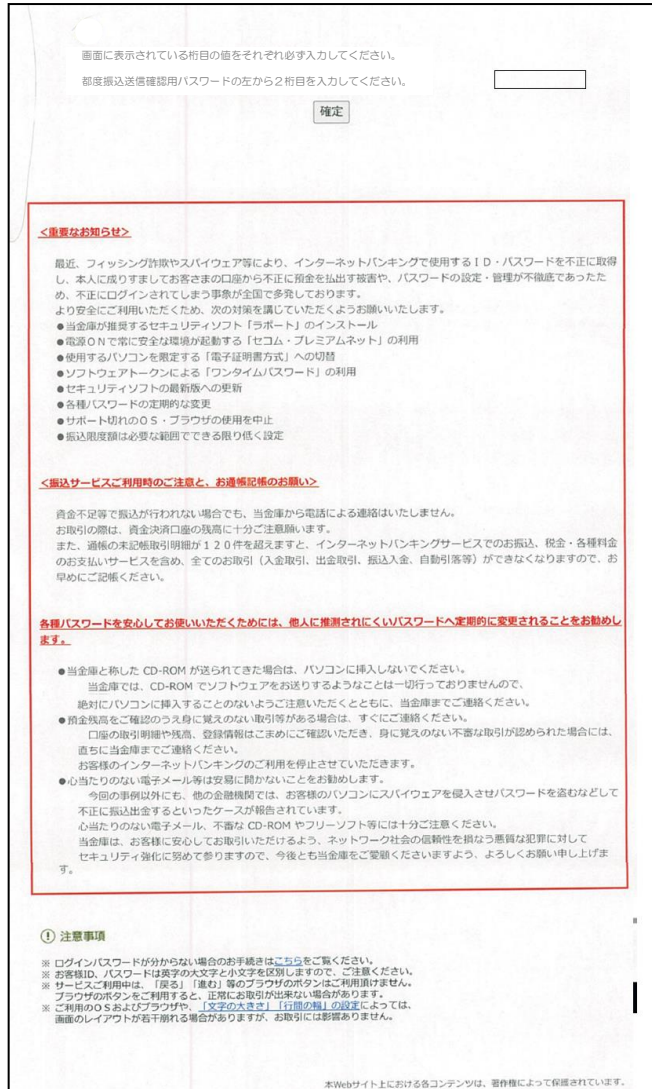 画面に表示されている桁目の値をそれぞれ必ず入力してください。
都度振込送信確認用パスワードの左から2桁目を入力してください。
確定
<重要なお知らせ>
最近、フィッシング詐欺やスパイウェア等により、インターネットバンキングで使用するＩＤ・パスワードを不正に取得
し、本人に成りすましてお客さまの口座から不正に預金を払出す被害や、パスワードの設定・管理が不徹底であったた
め、不正にログインされてしまう事象が全国で多発しております。
より安全にご利用いただくため、次の対策を講じていただくようお願いいたします。
●当金庫が推奨するセキュリティソフト「ラポート」のインストール
●電源ＯＮで常に安全な環境が起動する「セコム・プレミアムネット」の利用
●使用するパソコンを限定する「電子証明書方式」への切替
●ソフトウェアトークンによる「ワンタイムパスワード」の利用
●セキュリティソフトの最新版への更新
●各種パスワードの定期的な変更
●サポート切れのＯＳ・ブラウザの使用を中止
●振込限度額は必要な範囲でできる限り低く設定
<振込サービスご利用時のご注意と、お通帳記帳のお願い>
資金不足等で振込が行われない場合でも、当金庫から電話による連絡はいたしません。
お取引の際は、資金決済口座の残高に十分ご注意願います。
また、通帳の未記帳取引明細が１２０件を超えますと、インターネットバンキングサービスでのお振込、税金・各種料金
のお支払いサービスを含め、全てのお取引（入金取引、出金取引、振込入金、自動引落等）ができなくなりますので、お
早めにご記帳ください。
各種パスワードを安心してお使いいただくためには、他人に推測されにくいパスワードへ定期的に変更されることをお勧めし
ます。
●当金庫と称した CD-ROM が送られてきた場合は、パソコンに挿入しないでください。
当金庫では、CD-ROM でソフトウェアをお送りするようなことは一切行っておりませんので、
絶対にパソコンに挿入することのないようご注意いただくとともに、当金庫までご連絡ください。
●預金残高をご確認のうえ身に覚えのない取引等がある場合は、すぐにご連絡ください。
口座の取引明細や残高、登録情報はこまめにご確認いただき、身に覚えのない不審な取引が認められた場合には、
直ちに当金庫までご連絡ください。
お客様のインターネットバンキングのご利用を停止させていただきます。
●心当たりのない電子メール等は安易に開かないことをお勧めします。
今回の事例以外にも、他の金融機関では、お客様のパソコンにスパイウェアを侵入させパスワードを盗むなどして
不正に振込出金するといったケースが報告されています。
心当たりのない電子メール、不審な CD-ROM やフリーソフト等には十分ご注意ください。
当金庫は、お客様に安心してお取引いただけるよう、ネットワーク社会の信頼性を損なう悪質な犯罪に対して
セキュリティ強化に努めて参りますので、今後とも当金庫をご愛顧くださいますよう、よろしくお願い申し上げま
す。
注意事項
※ ログインパスワードが分からない場合のお手続きはこちらをご覧ください。
※ お客様ID、パスワードは英字の大文字と小文字を区別しますので、ご注意ください。
※ サービスご利用中は、「戻る」「進む」等のブラウザのボタンはご利用頂けません。
ブラウザのボタンをご利用すると、正常にお取引が出来ない場合があります。
※ ご利用のＯＳおよびブラウザや、「文字の大きさ」「行間の幅」の設定によっては、
画面のレイアウトが若干崩れる場合がありますが、お取引には影響ありません。
本Webサイト上における各コンテンツは、著作権によって保護されています。